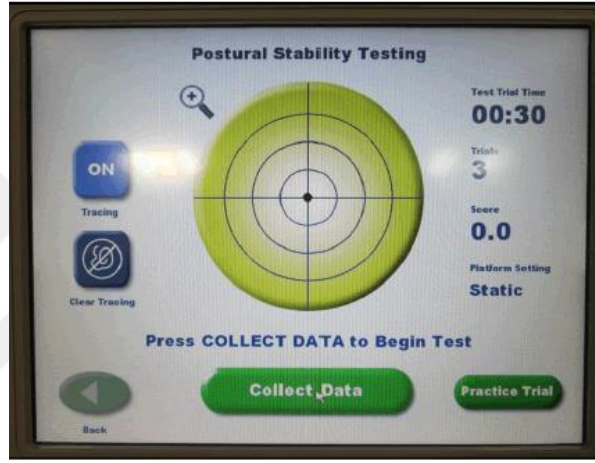 Postural Stability Testing
Test Trial Time
00:30
ON
Trials
3
Tracing
Score
0.0
Platform Setting
Static
Clear Tracing
Press COLLECT DATA to Begin Test
Collect Data
Practice Trial
Back